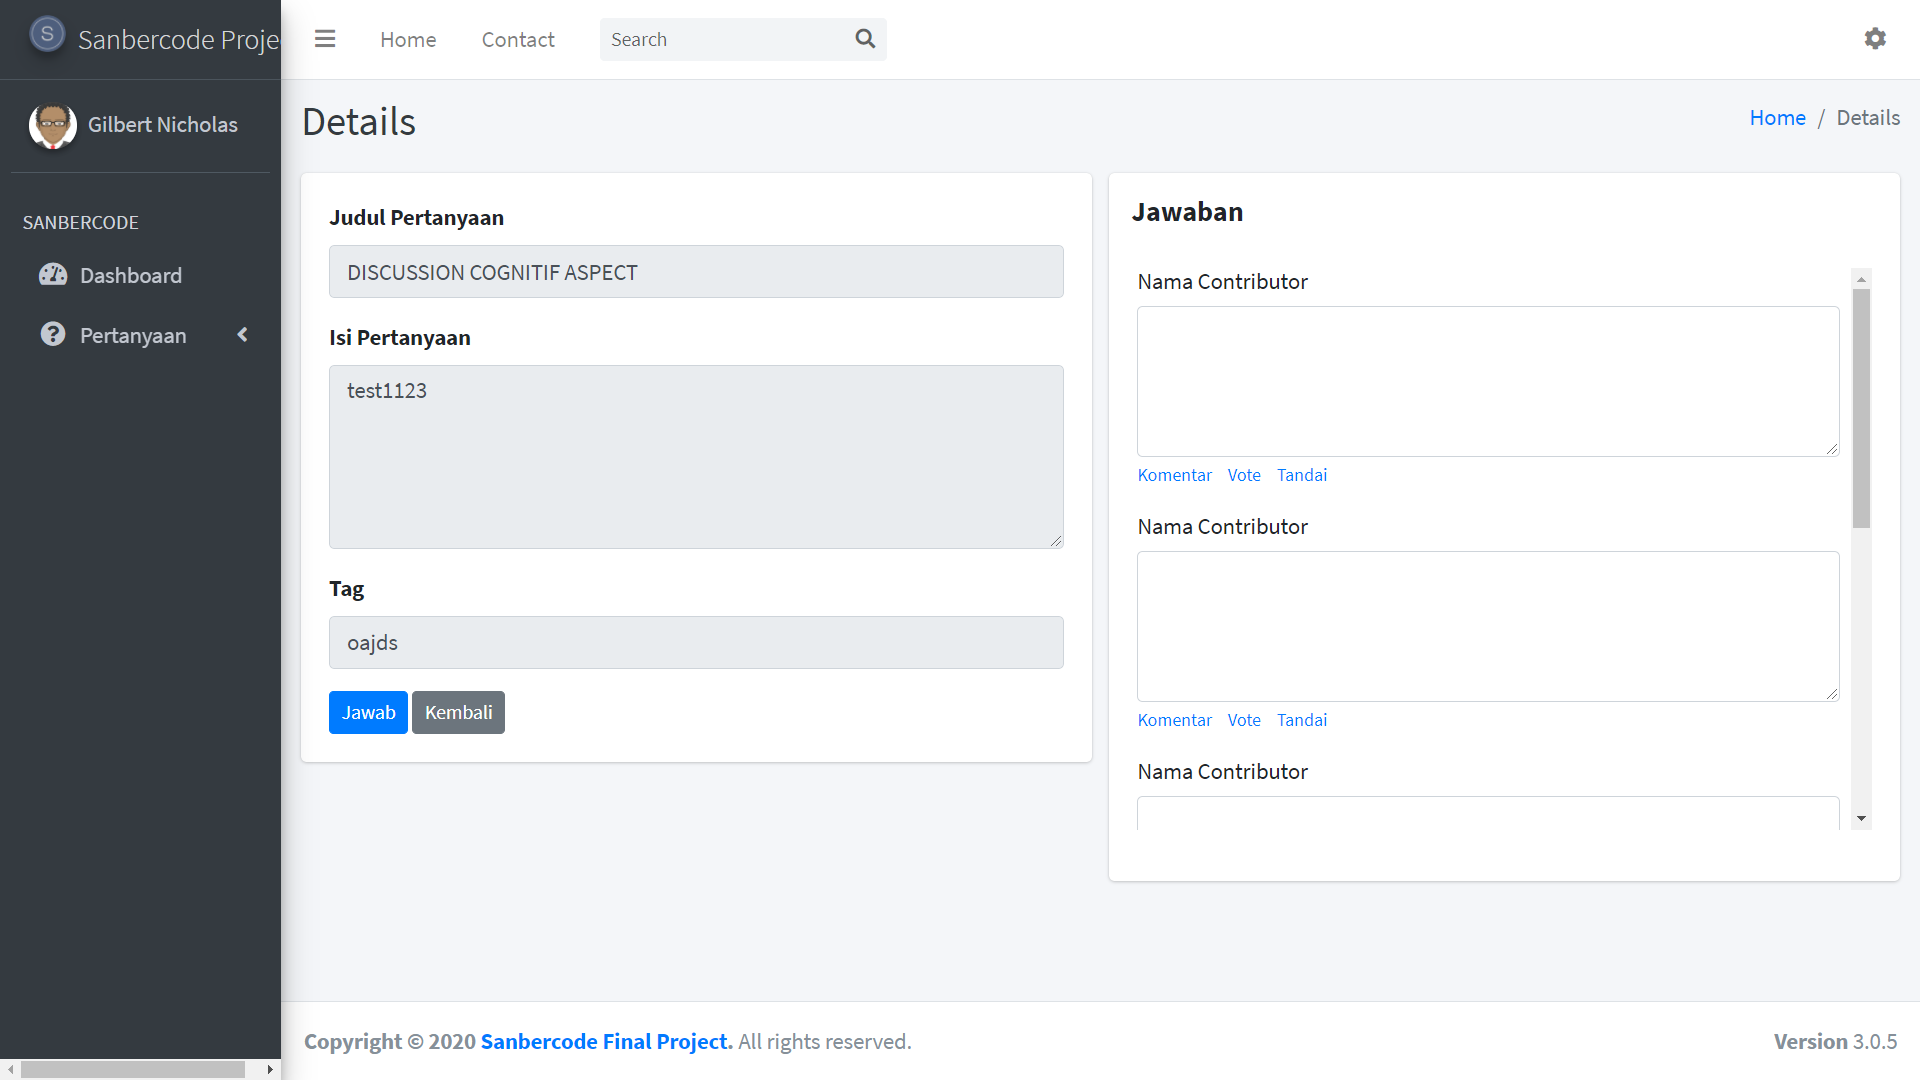 S
Sanbercode Proje
Home
Contact
Search
Gilbert Nicholas
SANBERCODE
Dashboard
Pertanyaan
Details
Home / Details
Judul Pertanyaan
DISCUSSION COGNITIF ASPECT
Isi Pertanyaan
test1123
Tag
oajds
Jawab
Kembali
Jawaban
Nama Contributor
Komentar Vote Tandai
Nama Contributor
Komentar Vote Tandai
Nama Contributor
Copyright © 2020 Sanbercode Final Project. All rights reserved.
Version 3.0.5